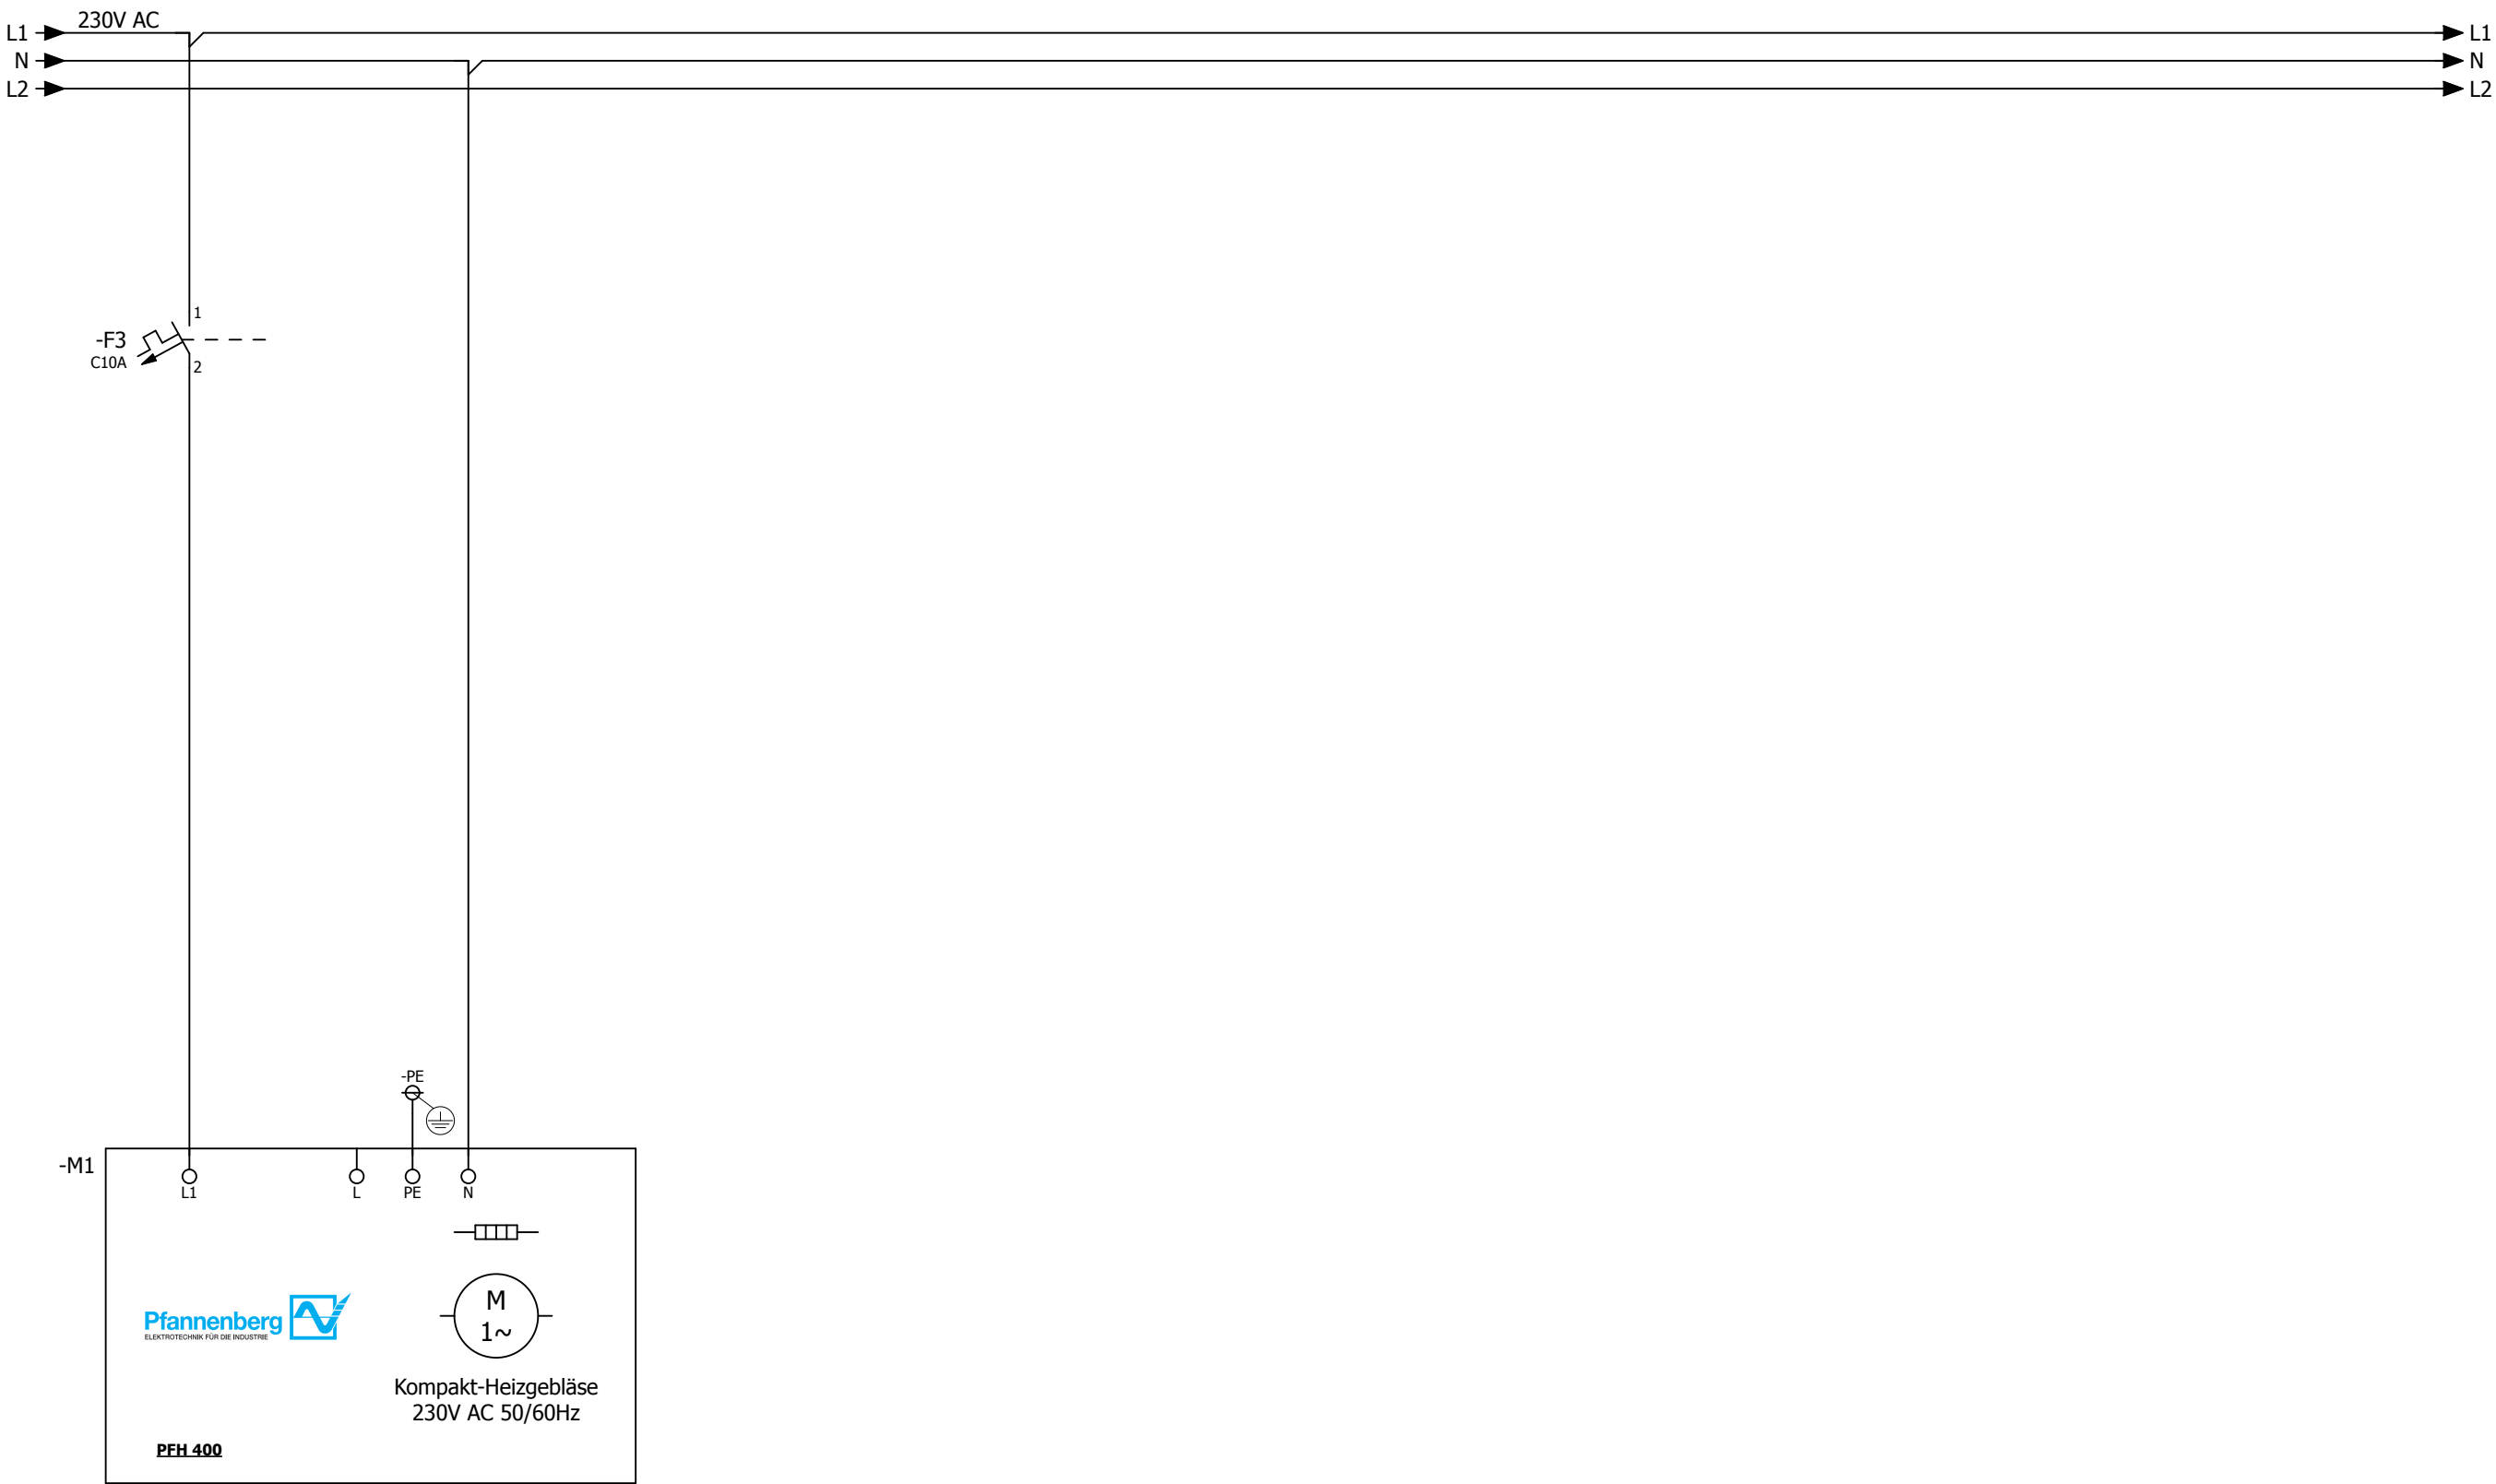 230V AC
L1
L1
N
N
L2
L2
1
-F3
C10A
2
-PE
-M1
L1
L
PE
N
M
1~
Pfannenberg
ELEKTROTECHNIK FÜR DIE INDUSTRIE
Kompakt-Heizgebläse
230V AC 50/60Hz
PFH 400